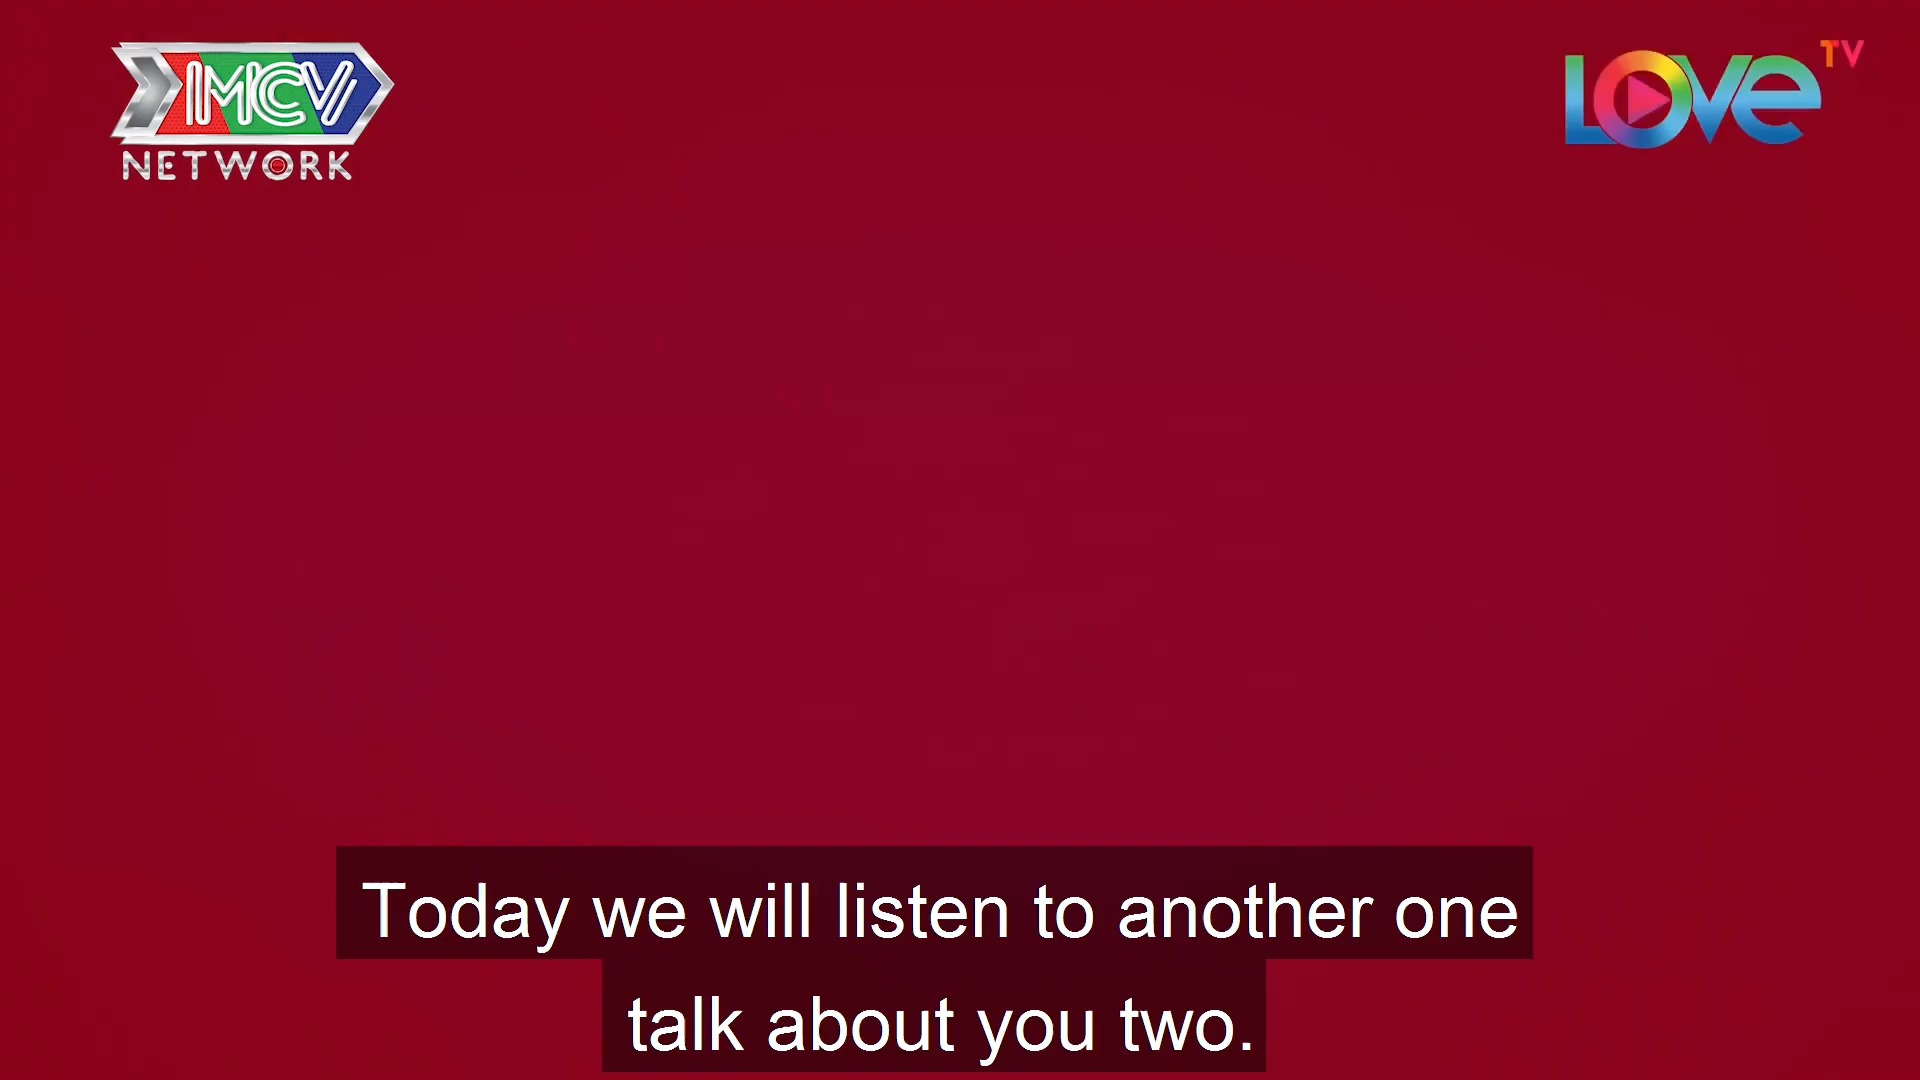 MCV
NETWORK
LOVE TV
Today we will listen to another one
talk about you two.